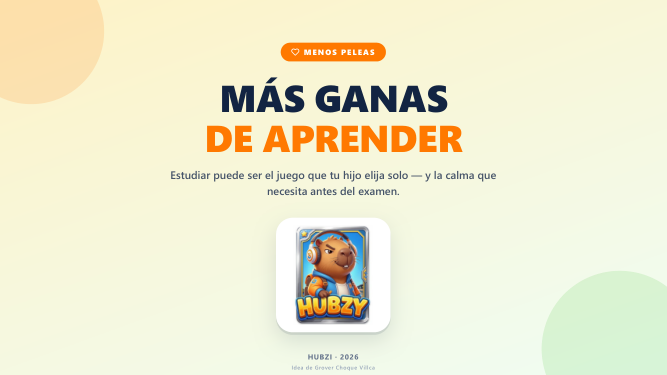 MENOS PELEAS
MÁS GANAS
DE APRENDER
Estudiar puede ser el juego que tu hijo elija solo — y la calma que
necesita antes del examen.
HUBZY
HUBZI · 2026
Idea de Grover Choque Villca